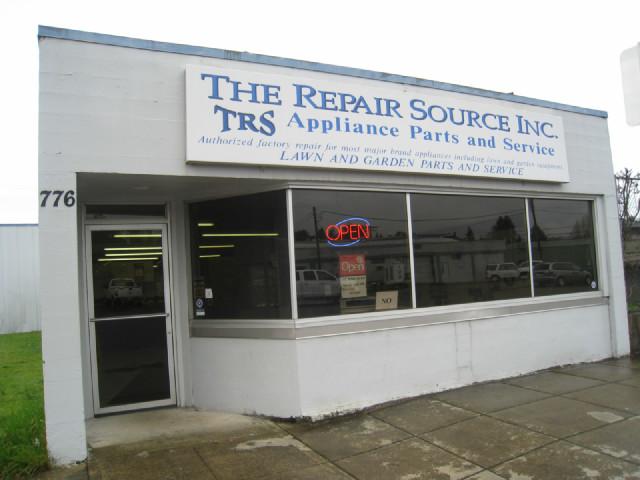 THE REPAIR SOURCE INC.
TRS Appliance Parts and Service
Authorized factory repair for most major brand appliances including lawn and garden equipment
LAWN AND GARDEN PARTS AND SERVICE
776
OPEN
Open
NO